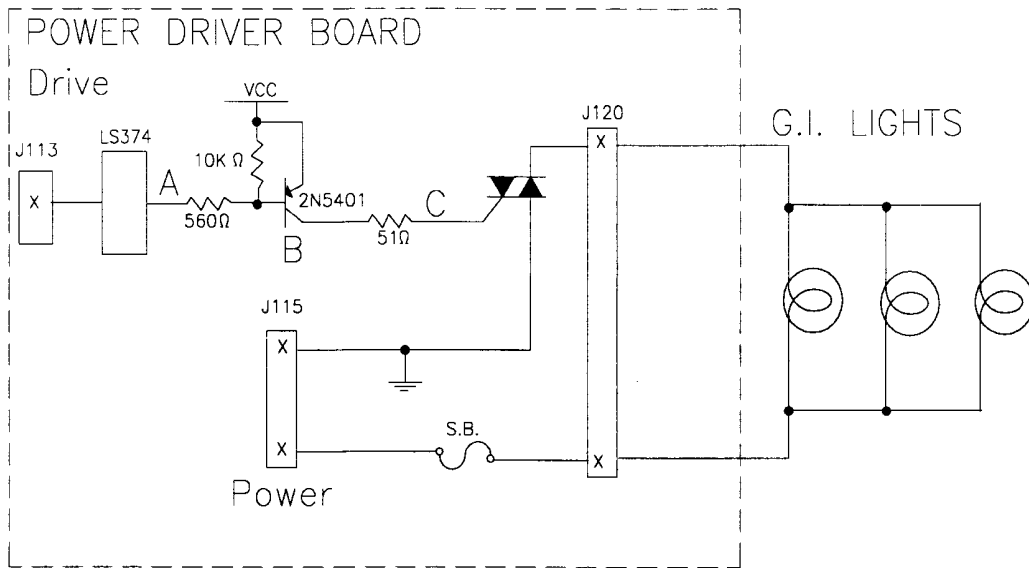 POWER DRIVER BOARD
Drive
VCC
J120
G.I. LIGHTS
LS374
J113
10K Ω
X
A
2N5401
C
X
560Ω
B
51Ω
J115
X
S.B.
X
X
Power